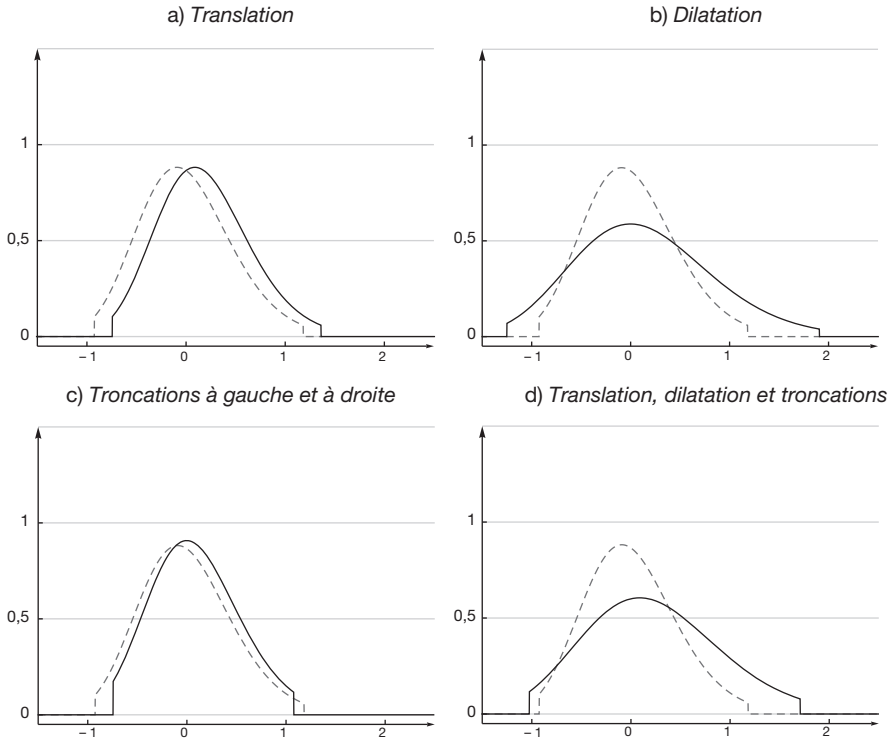 a) Translation
1
0,5
0
– 1 0 1 2
b) Dilatation
1
0,5
0
– 1 0 1 2
c) Troncations à gauche et à droite
1
0,5
0
– 1 0 1 2
d) Translation, dilatation et troncations
1
0,5
0
– 1 0 1 2